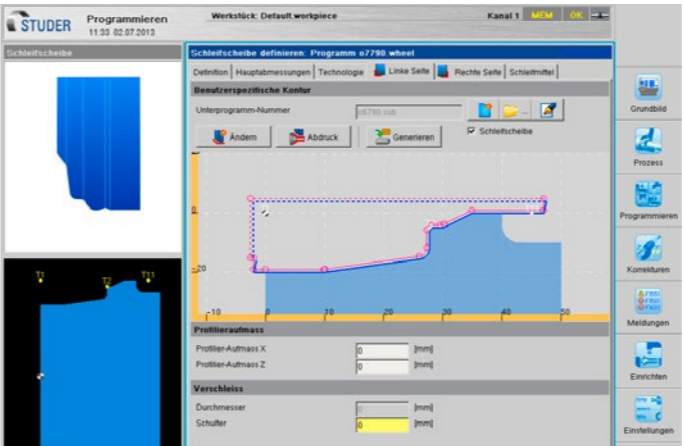 STUDER
Programmieren
11:33 02.07.2013
Werkstück: Default.workpiece
Kanal 1 MEM OK
Schleifscheibe
Schleifscheibe definieren: Programm o7790.wheel
Definition Hauptabmessungen Technologie Linke Seite Rechte Seite Schleifmittel
Benutzerspezifische Kontur
Unterprogramm-Nummer o6790.sub ...
Ändern Abdruck Generieren Schleifscheibe
0
-20
-10 0 10 20 30 40 50
Profilieraufmass
Profilier-Aufmass X 0 [mm]
Profilier-Aufmass Z 0 [mm]
Verschleiss
Durchmesser 0 [mm]
Schulter 0 [mm]
T1 T2 T11
Grundbild
Prozess
Programmieren
Korrekturen
Meldungen
Einrichten
Einstellungen